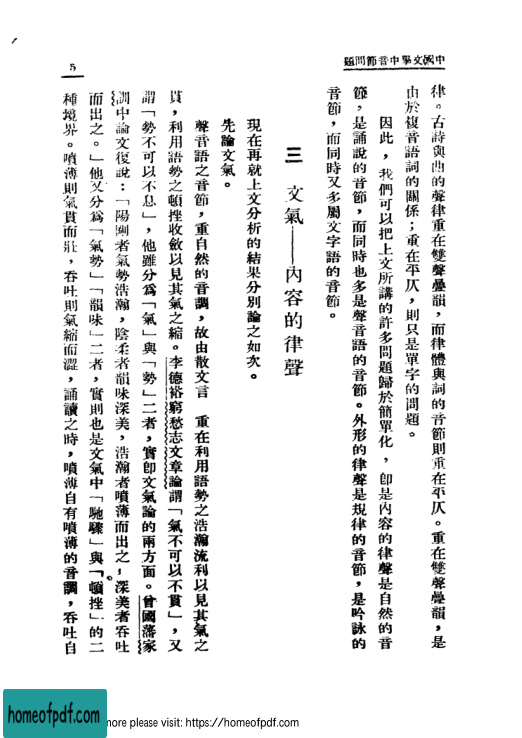 中國文學中音節問題
律。古詩與曲的聲律重在雙聲疊韻，而律體與詞的音節則重在平仄。重在雙聲疊韻，是
由於複音語詞的關係；重在平仄，則只是單字的問題。
因此，我們可以把上文所講的許多問題歸於簡單化，卽是內容的律聲是自然的音
節，是誦說的音節，而同時也多是聲音語的音節。外形的律聲是規律的音節，是吟詠的
音節，而同時又多屬文字語的音節。
三 文氣——內容的律聲
現在再就上文分析的結果分別論之如次。
先論文氣。
聲音語之音節，重自然的音調，故由散文言 重在利用語勢之浩瀚流利以見其氣之
貫，利用語勢之頓挫收斂以見其氣之縮。李德裕窮愁志文章論謂「氣不可以不貫」，又
謂「勢不可以不息」，他雖分爲「氣」與「勢」二者，實卽文氣論的兩方面。曾國藩家
訓中論文復說：「陽剛者氣勢浩瀚，陰柔者韻味深美，浩瀚者噴薄而出之，深美者吞吐
而出之。」他又分爲「氣勢」「韻味」二者，實則也是文氣中「馳驟」與「頓挫」的二
種境界。噴薄則氣貫而壯，吞吐則氣縮而澀，誦讀之時，噴薄自有噴薄的音調，吞吐自
5
homeofpdf.com
more please visit: https://homeofpdf.com